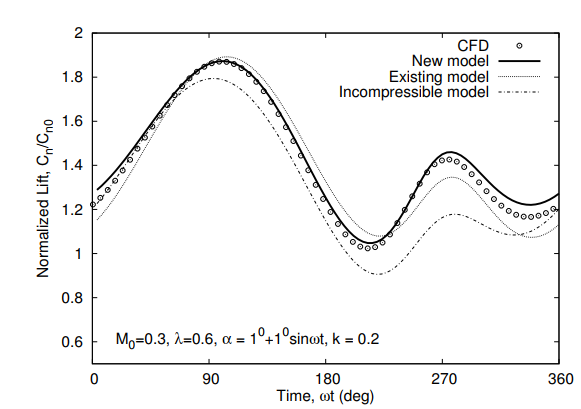 2
1.8
1.6
1.4
1.2
1
0.8
0.6
0
90
180
270
360
Normalized Lift, Cn/Cn0
Time, ωt (deg)
CFD
New model
Existing model
Incompressible model
M0=0.3, λ=0.6, α = 1⁰+1⁰sinωt, k = 0.2